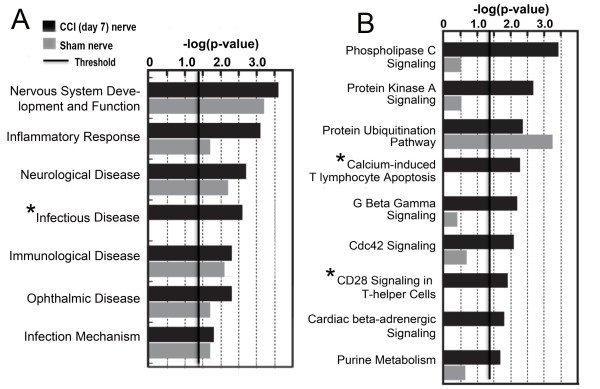 A
CCI (day 7) nerve
Sham nerve
Threshold
-log(p-value)
0 1.0 2.0 3.0
Nervous System Deve-
lopment and Function
Inflammatory Response
Neurological Disease
*Infectious Disease
Immunological Disease
Ophthalmic Disease
Infection Mechanism
B
-log(p-value)
0 1.0 2.0 3.0
Phospholipase C
Signaling
Protein Kinase A
Signaling
Protein Ubiquitination
Pathway
*Calcium-induced
T lymphocyte Apoptosis
G Beta Gamma
Signaling
Cdc42 Signaling
*CD28 Signaling in
T-helper Cells
Cardiac beta-adrenergic
Signaling
Purine Metabolism